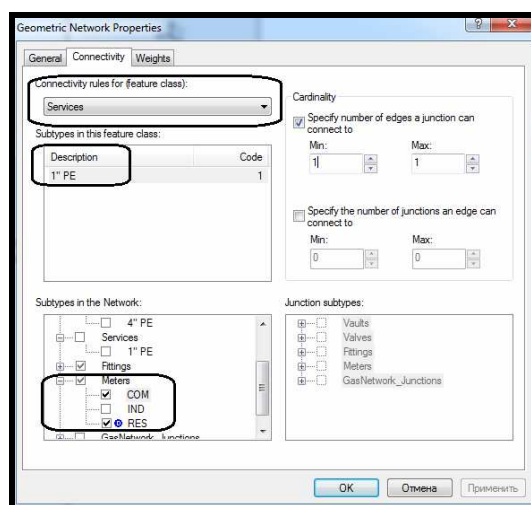 Geometric Network Properties
General Connectivity Weights
Connectivity rules for (feature class):
Services
Subtypes in this feature class:
Description Code
1" PE 1
Cardinality
Specify number of edges a junction can
connect to
Min: Max:
1 1
Specify the number of junctions an edge can
connect to
Min: Max:
0 0
Subtypes in the Network:
4" PE
Services
1" PE
Fittings
Meters
COM
IND
RES
GasNetwork_Junctions
Junction subtypes:
Vaults
Valves
Fittings
Meters
GasNetwork_Junctions
OK Отмена Применить